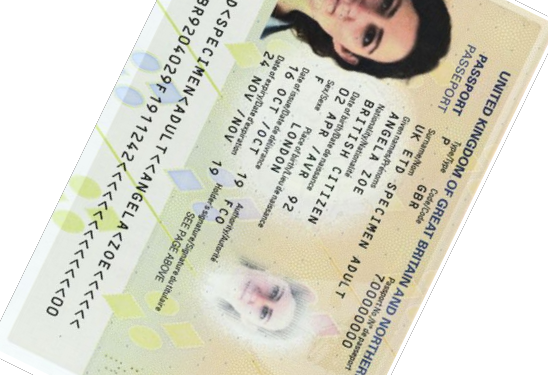 UNITED KINGDOM OF GREAT BRITAIN AND NORTHER
PASSPORT
PASSEPORT
Type/Type Code/Code Passport No./Nº de passeport
P GBR 700000000
Surname/Nom
UK ETD SPECIMEN ADULT
Given names/Prénoms
ANGELA ZOE
Nationality/Nationalité
BRITISH CITIZEN
Date of birth/Date de naissance
02 APR /AVR 92
Sex/Sexe Place of birth/Lieu de naissance
F LONDON
Date of issue/Date de délivrance Authority/Autorité
16 OCT /OCT 19 FCO
Date of expiry/Date d'expiration Holder's signature/Signature du titulaire
24 NOV /NOV 19 SEE PAGE ABOVE
D<SPECIMEN<ADULT<<ANGELA<ZOE<<<<<
BR9204029F1911242<<<<<<<<<<<<<<00